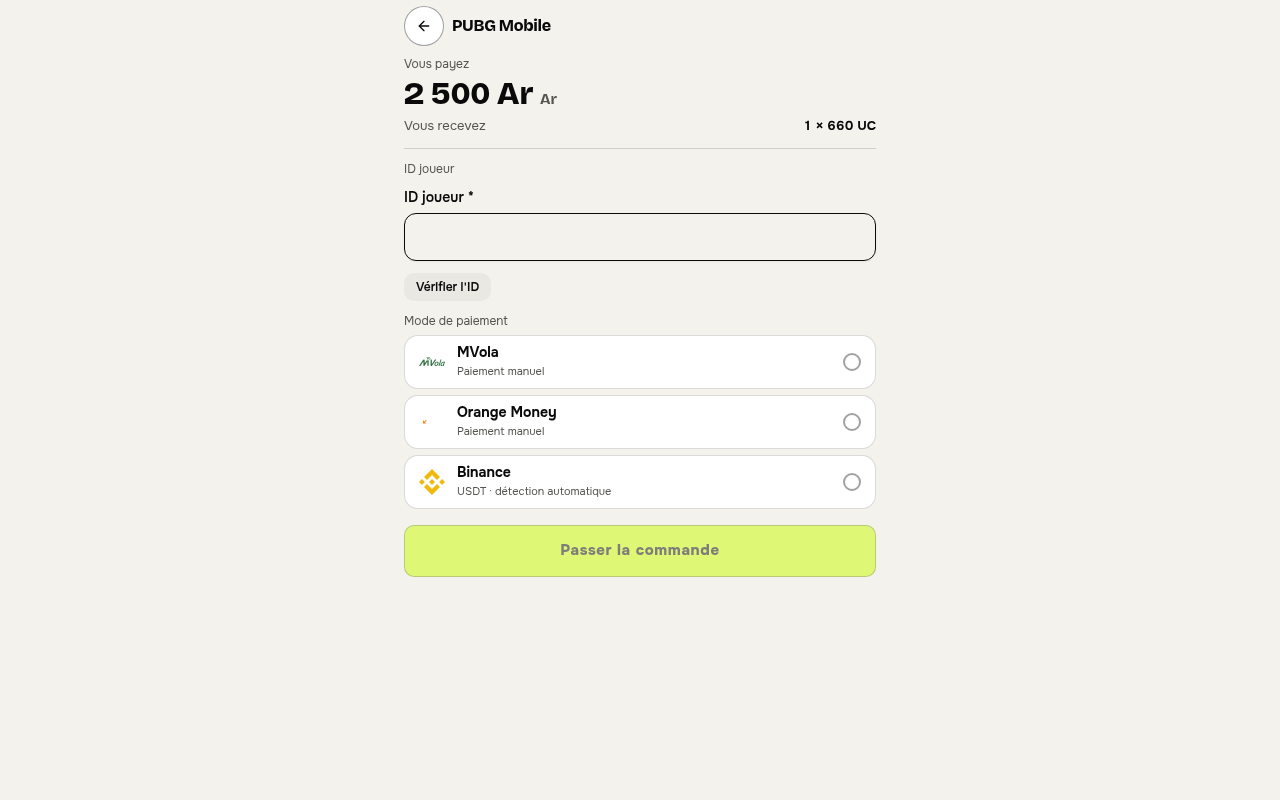 PUBG Mobile
Vous payez
2 500 Ar Ar
Vous recevez 1 × 660 UC
ID joueur
ID joueur *
Vérifier l'ID
Mode de paiement
MVola
MVola
Paiement manuel
Orange Money
Paiement manuel
Binance
USDT · détection automatique
Passer la commande